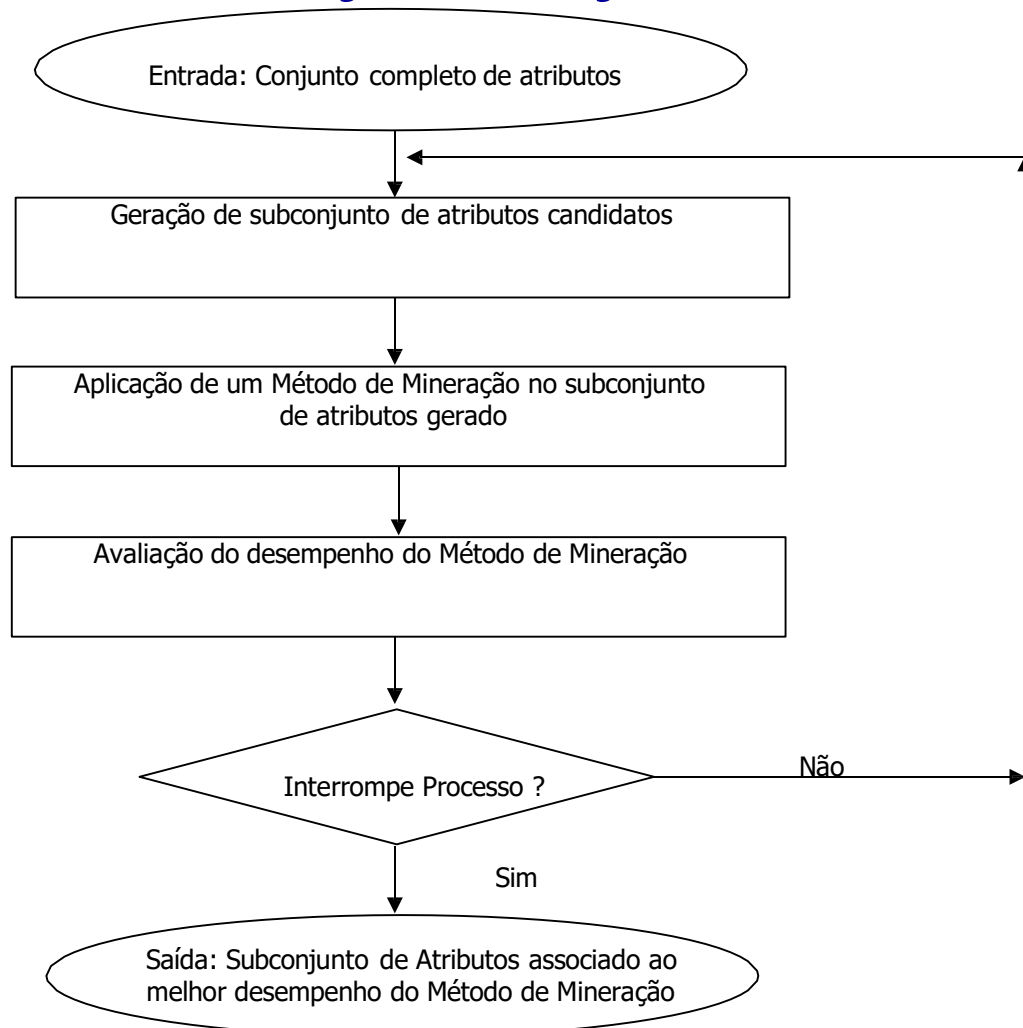 Entrada: Conjunto completo de atributos
Geração de subconjunto de atributos candidatos
Aplicação de um Método de Mineração no subconjunto
de atributos gerado
Avaliação do desempenho do Método de Mineração
Interrompe Processo ?
Não
Sim
Saída: Subconjunto de Atributos associado ao
melhor desempenho do Método de Mineração